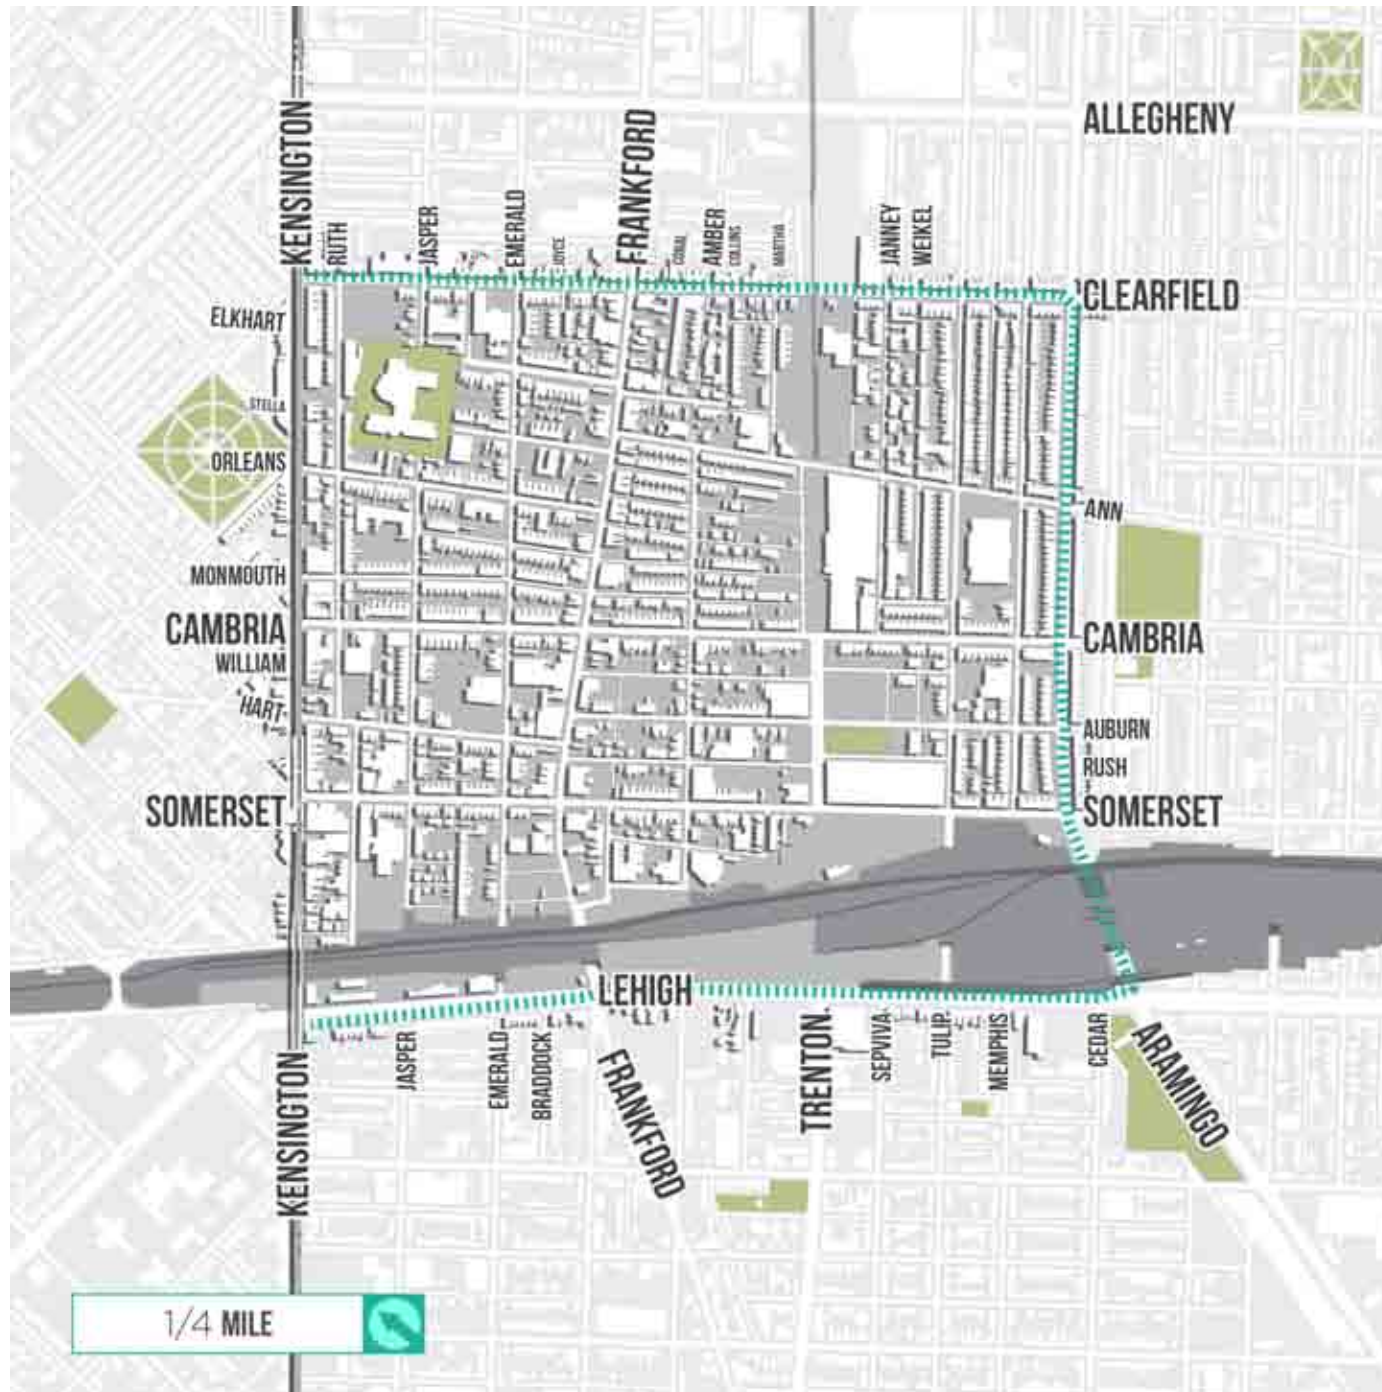 ALLEGHENY
KENSINGTON
RUTH
JASPER
EMERALD
JOYCE
FRANKFORD
CORAL
AMBER
COLLINS
MARTHA
JANNEY
WEIKEL
CLEARFIELD
ELKHART
STELLA
ORLEANS
ANN
MONMOUTH
CAMBRIA
CAMBRIA
WILLIAM
HART
AUBURN
RUSH
SOMERSET
SOMERSET
LEHIGH
KENSINGTON
JASPER
EMERALD
BRADDOCK
FRANKFORD
TRENTON
SEPVIVA
TULIP
MEMPHIS
CEDAR
ARAMINGO
1/4 MILE